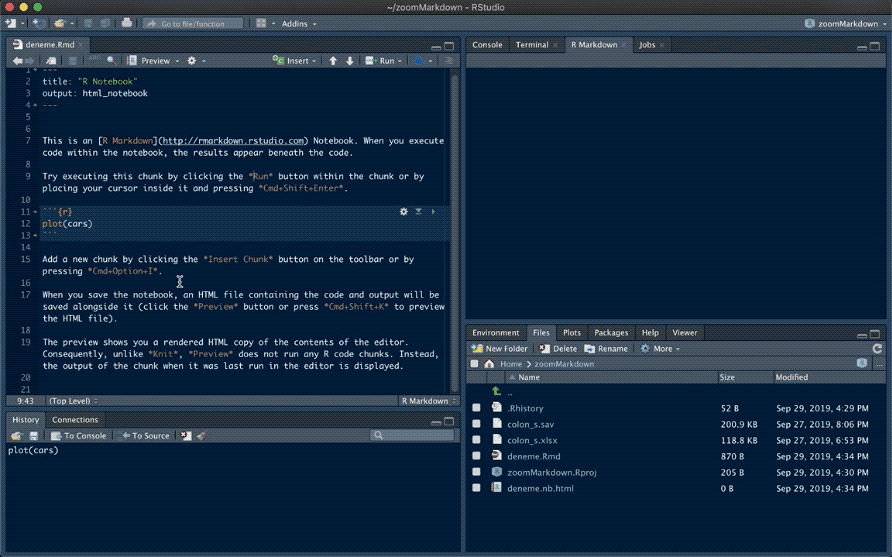 ~/zoomMarkdown - RStudio
Go to file/function
Addins
zoomMarkdown
deneme.Rmd
Preview
Insert
Run
1 ---
2 title: "R Notebook"
3 output: html_notebook
4 ---
5
6
7 This is an [R Markdown](http://rmarkdown.rstudio.com) Notebook. When you execute
code within the notebook, the results appear beneath the code.
8
9 Try executing this chunk by clicking the *Run* button within the chunk or by
placing your cursor inside it and pressing *Cmd+Shift+Enter*.
10
11 ```{r}
12 plot(cars)
13 ```
14
15 Add a new chunk by clicking the *Insert Chunk* button on the toolbar or by
pressing *Cmd+Option+I*.
16
17 When you save the notebook, an HTML file containing the code and output will be
saved alongside it (click the *Preview* button or press *Cmd+Shift+K* to preview
the HTML file).
18
19 The preview shows you a rendered HTML copy of the contents of the editor.
Consequently, unlike *Knit*, *Preview* does not run any R code chunks. Instead,
the output of the chunk when it was last run in the editor is displayed.
20
21
9:43 (Top Level) R Markdown
History Connections
To Console To Source
plot(cars)
Console Terminal R Markdown Jobs
Environment Files Plots Packages Help Viewer
New Folder Delete Rename More
Home zoomMarkdown ...
Name Size Modified
..
.Rhistory 52 B Sep 29, 2019, 4:29 PM
colon_s.sav 200.9 KB Sep 27, 2019, 8:06 PM
colon_s.xlsx 118.8 KB Sep 27, 2019, 6:53 PM
deneme.Rmd 870 B Sep 29, 2019, 4:34 PM
zoomMarkdown.Rproj 205 B Sep 29, 2019, 4:30 PM
deneme.nb.html 0 B Sep 29, 2019, 4:34 PM